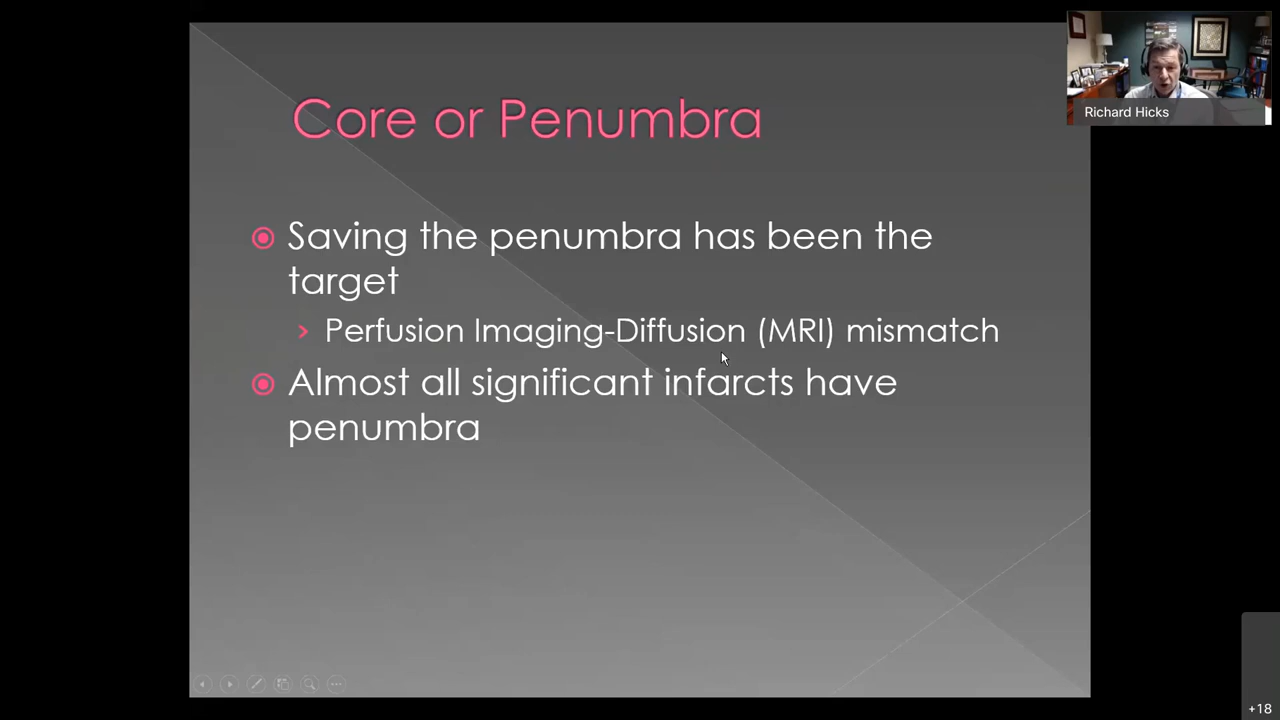 Core or Penumbra
Saving the penumbra has been the
target
Perfusion Imaging-Diffusion (MRI) mismatch
Almost all significant infarcts have
penumbra
Richard Hicks
+18